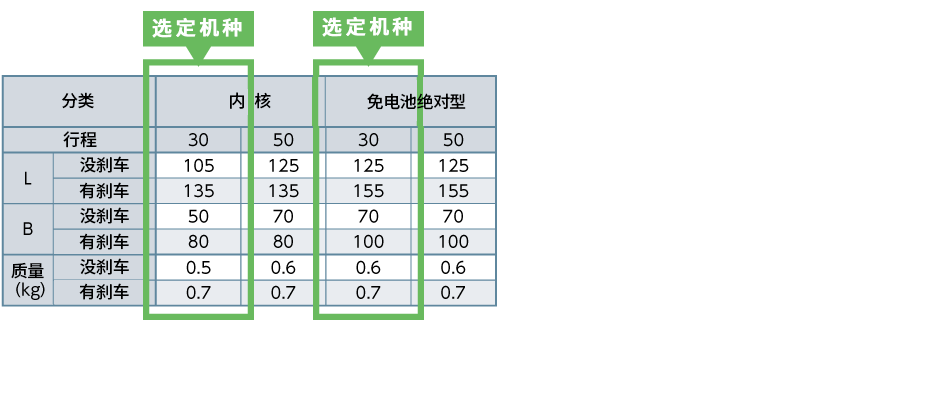 选定机种 选定机种
分类 内 核 免电池绝对型
行程 30 50 30 50
L 没刹车 105 125 125 125
有刹车 135 135 155 155
B 没刹车 50 70 70 70
有刹车 80 80 100 100
质量(kg) 没刹车 0.5 0.6 0.6 0.6
有刹车 0.7 0.7 0.7 0.7